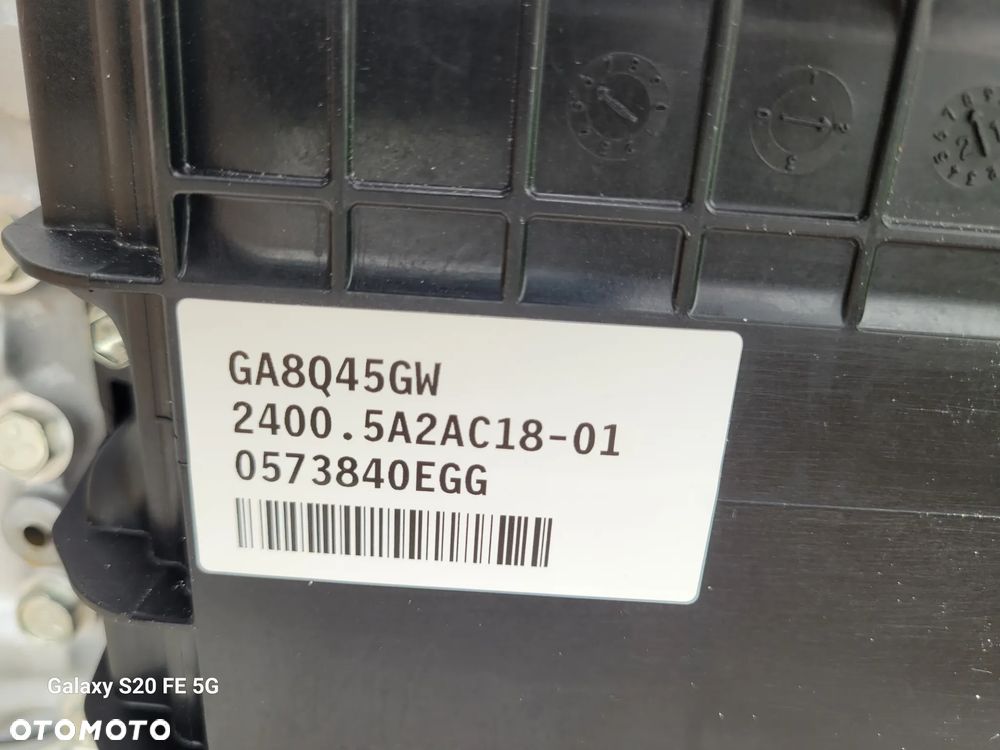 GA8Q45GW
2400.5A2AC18-01
0573840EGG
Galaxy S20 FE 5G
OTOMOTO